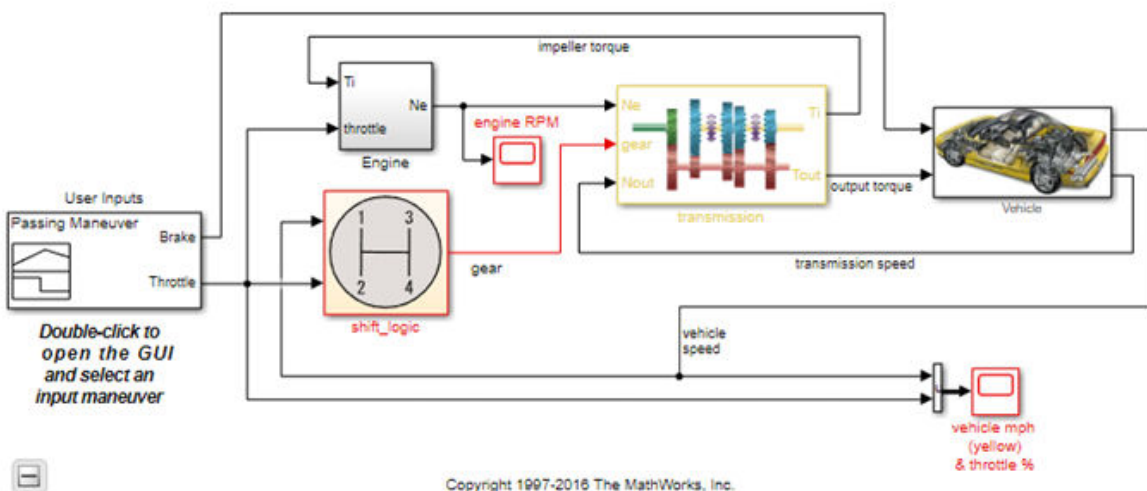 impeller torque
Ti
Ne
throttle
Engine
engine RPM
Ne
gear
Nout
Ti
Tout
transmission
output torque
Vehicle
User Inputs
Passing Maneuver
Brake
Throttle
1 3
2 4
shift_logic
gear
transmission speed
Double-click to
open the GUI
and select an
input maneuver
vehicle
speed
vehicle mph
(yellow)
& throttle %
Copyright 1997-2016 The MathWorks, Inc.